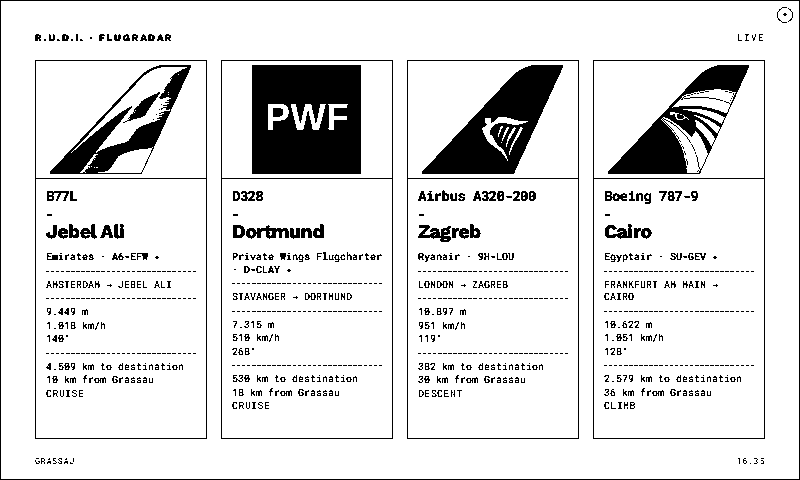 R.U.D.I. · FLUGRADAR
LIVE
B77L
-
Jebel Ali
Emirates · A6-EFW ✦
AMSTERDAM → JEBEL ALI
9.449 m
1.018 km/h
140°
4.509 km to destination
10 km from Grassau
CRUISE
PWF
D328
-
Dortmund
Private Wings Flugcharter
· D-CLAY ✦
STAVANGER → DORTMUND
7.315 m
510 km/h
268°
530 km to destination
18 km from Grassau
CRUISE
Airbus A320-200
-
Zagreb
Ryanair · 9H-LOU
LONDON → ZAGREB
10.897 m
951 km/h
119°
382 km to destination
30 km from Grassau
DESCENT
Boeing 787-9
-
Cairo
Egyptair · SU-GEV ✦
FRANKFURT AM MAIN →
CAIRO
10.622 m
1.051 km/h
128°
2.579 km to destination
36 km from Grassau
CLIMB
GRASSAU
16.35